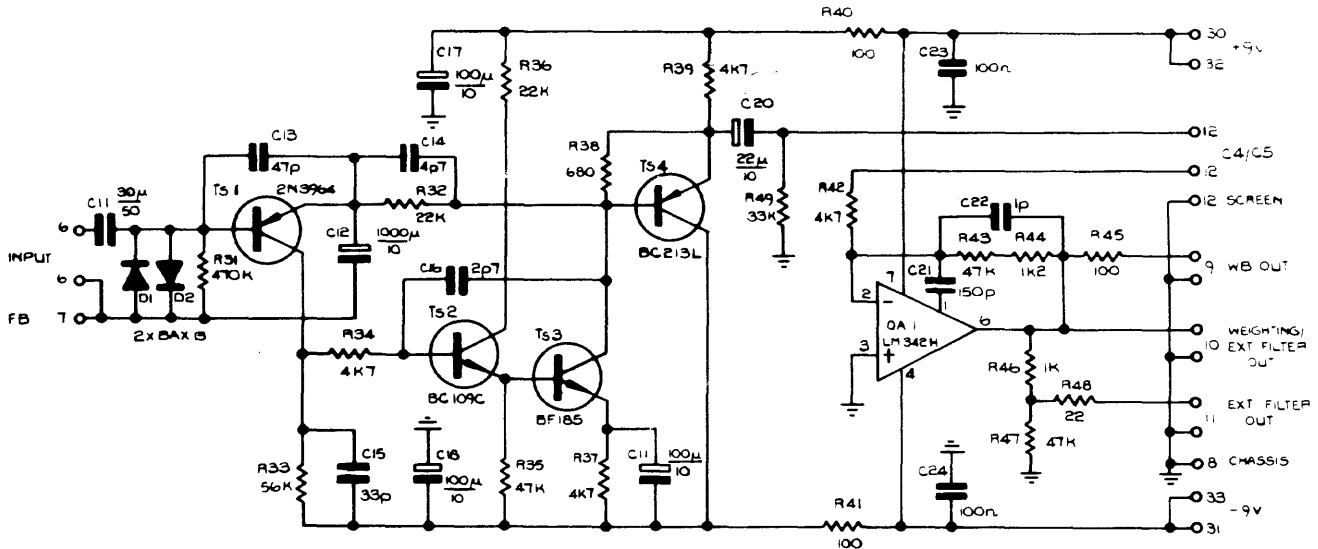 R40
100
30
+9v
32
C17
100µ
10
R36
22K
R39
4K7
C23
100n
C20
22µ
10
12
C4/C5
12
C13
47p
C14
4p7
R38
680
TS4
BC213L
R49
33K
R42
4K7
C22
1p
12 SCREEN
C11
30µ
50
TS1
2N3964
R32
22K
C12
1000µ
10
R43
47K
R44
1K2
R45
100
9 WB OUT
6
INPUT
6
FB 7
D1
D2
R31
470K
2 x BAX 13
C16
2p7
C21
150p
7
1
2
−
3
+
4
6
OA 1
LM 342H
WEIGHTING/
10 EXT FILTER
OUT
R34
4K7
TS2
BC109C
TS3
BF185
R46
1K
R48
22
R47
47K
EXT FILTER
11 OUT
8 CHASSIS
R33
56K
C15
33p
C18
100µ
10
R35
47K
R37
4K7
C11
100µ
10
C24
100n
R41
100
33
-9V
31